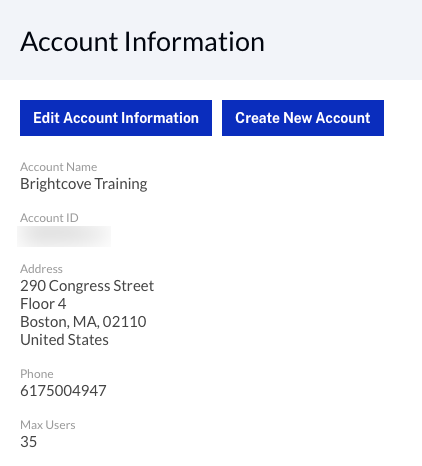 Account Information
Edit Account Information
Create New Account
Account Name
Brightcove Training
Account ID
Address
290 Congress Street
Floor 4
Boston, MA, 02110
United States
Phone
6175004947
Max Users
35